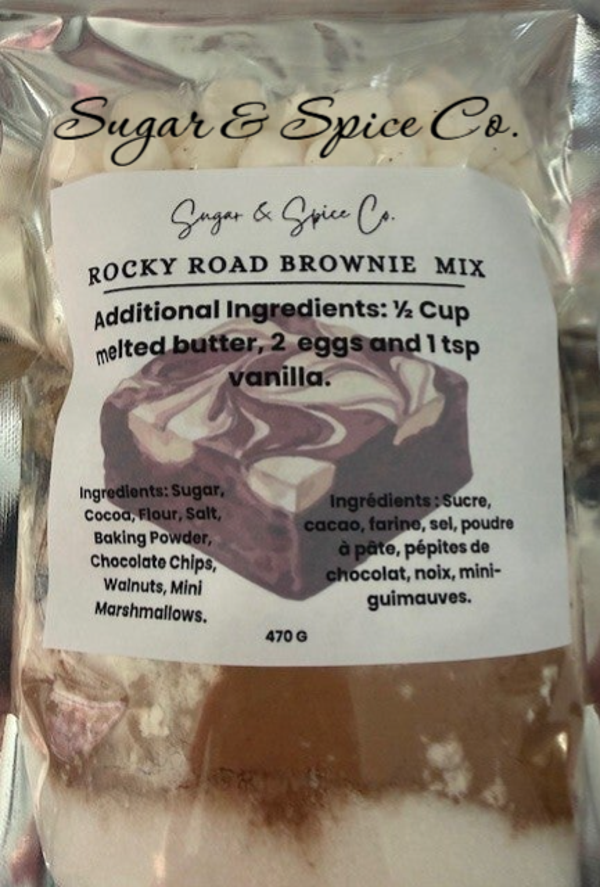 Sugar & Spice Co.
Sugar & Spice Co.
ROCKY ROAD BROWNIE MIX
Additional Ingredients: ½ Cup
melted butter, 2 eggs and 1 tsp
vanilla.
Ingredients: Sugar,
Cocoa, Flour, Salt,
Baking Powder,
Chocolate Chips,
Walnuts, Mini
Marshmallows.
Ingrédients : Sucre,
cacao, farine, sel, poudre
à pâte, pépites de
chocolat, noix, mini-
guimauves.
470 G